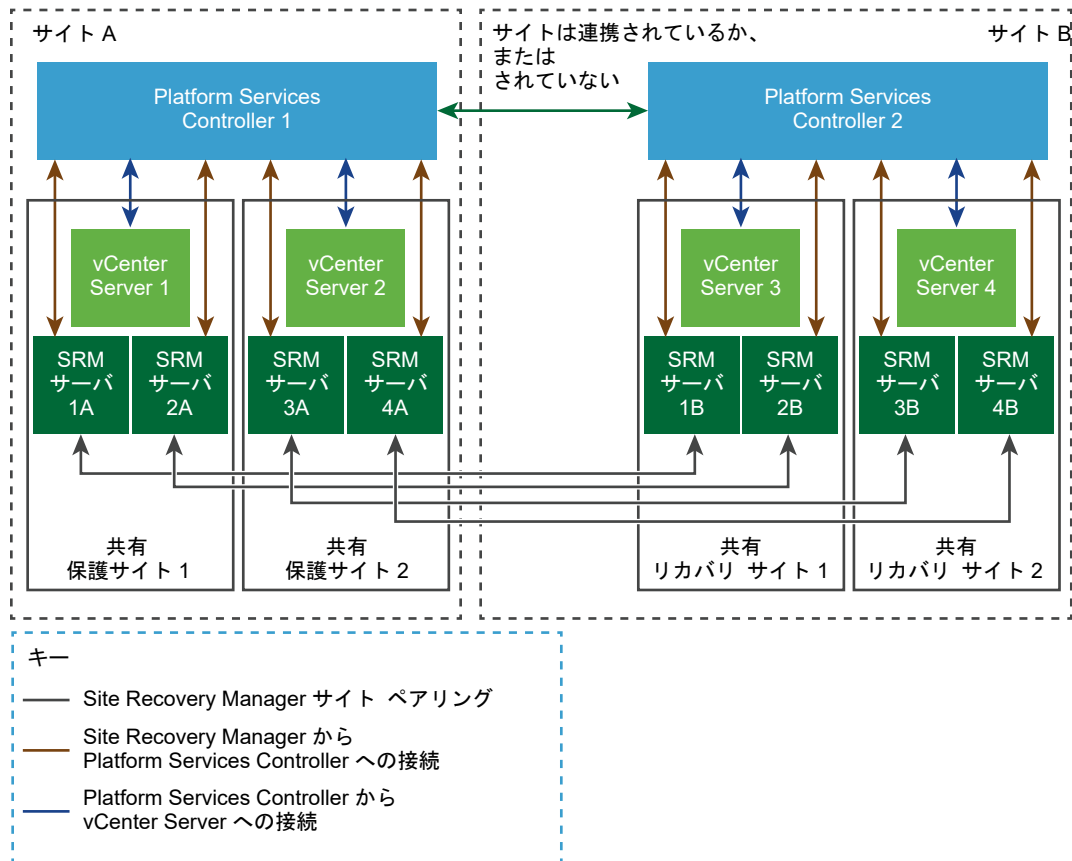 サイト A
サイトは連携されているか、
または
されていない
サイト B
Platform Services
Controller 1
Platform Services
Controller 2
vCenter
Server 1
vCenter
Server 2
vCenter
Server 3
vCenter
Server 4
SRM
サーバ
1A
SRM
サーバ
2A
SRM
サーバ
3A
SRM
サーバ
4A
SRM
サーバ
1B
SRM
サーバ
2B
SRM
サーバ
3B
SRM
サーバ
4B
共有
保護サイト 1
共有
保護サイト 2
共有
リカバリ サイト 1
共有
リカバリ サイト 2
キー
Site Recovery Manager サイト ペアリング
Site Recovery Manager から
Platform Services Controller への接続
Platform Services Controller から
vCenter Server への接続